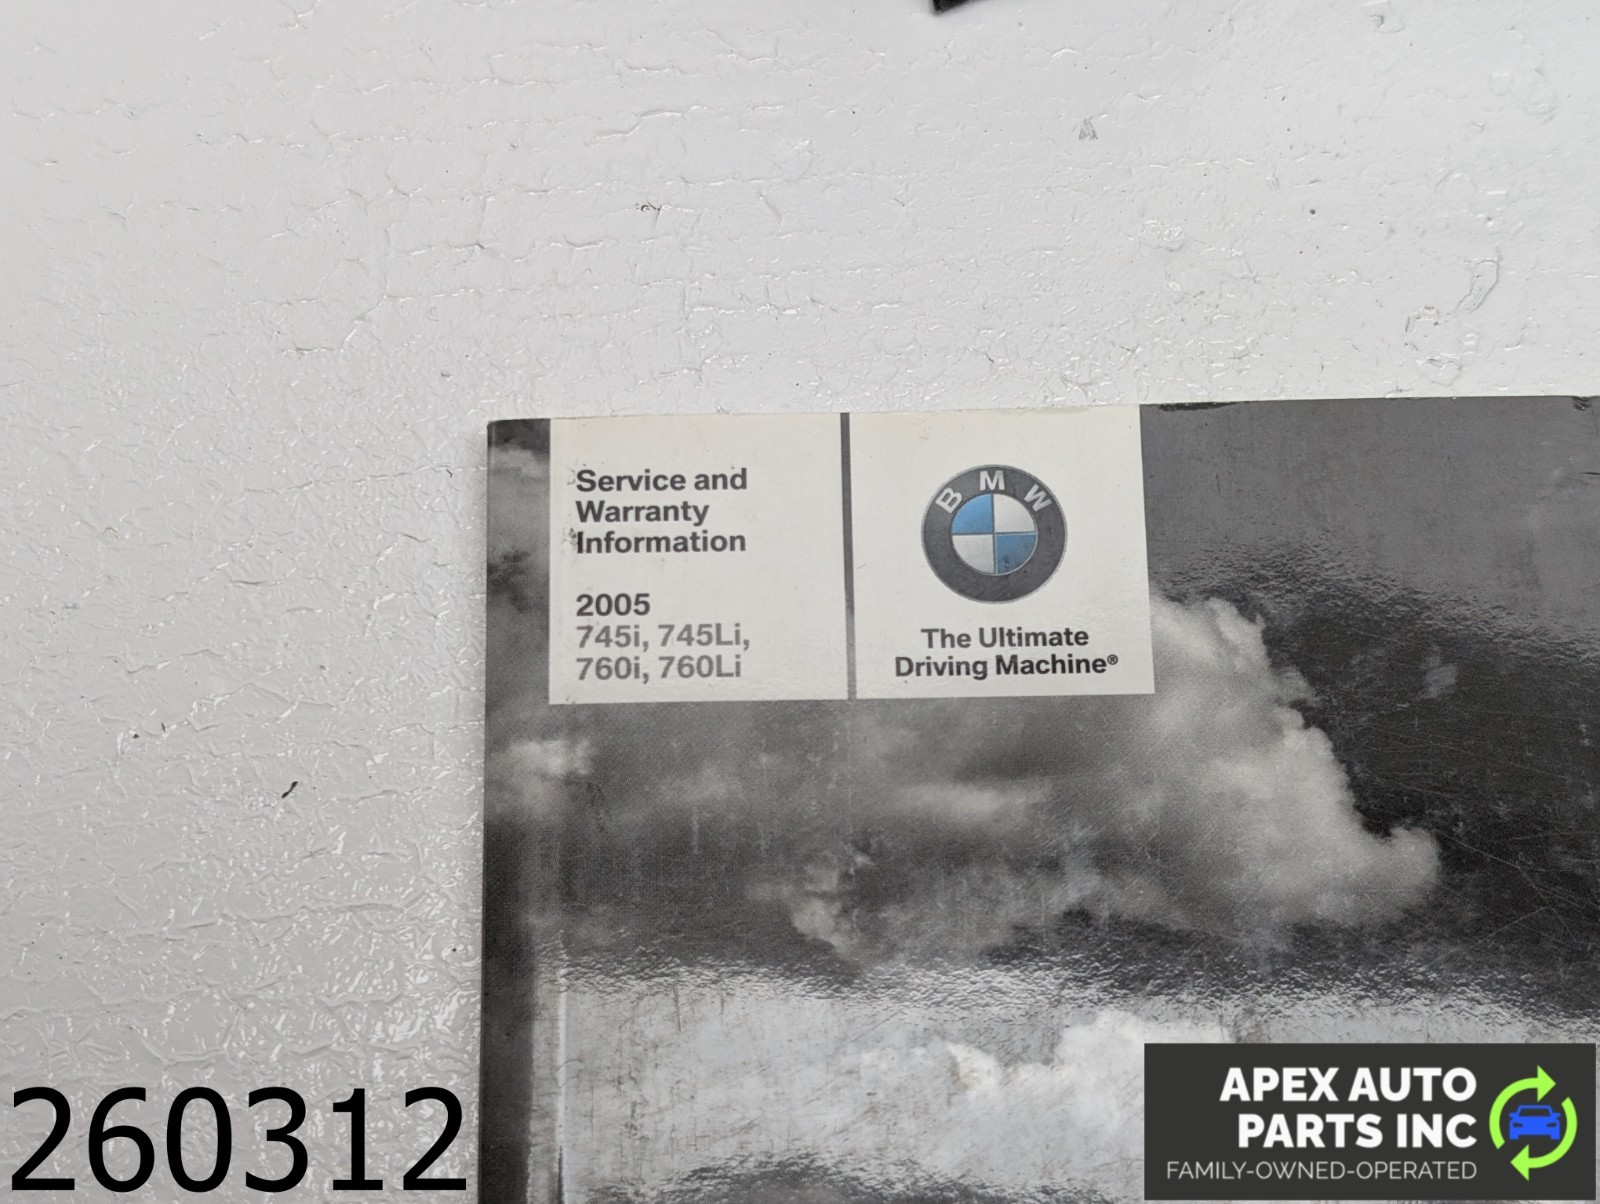 Service and
Warranty
Information
2005
745i, 745Li,
760i, 760Li
BMW
The Ultimate
Driving Machine®
260312
APEX AUTO
PARTS INC
FAMILY-OWNED-OPERATED